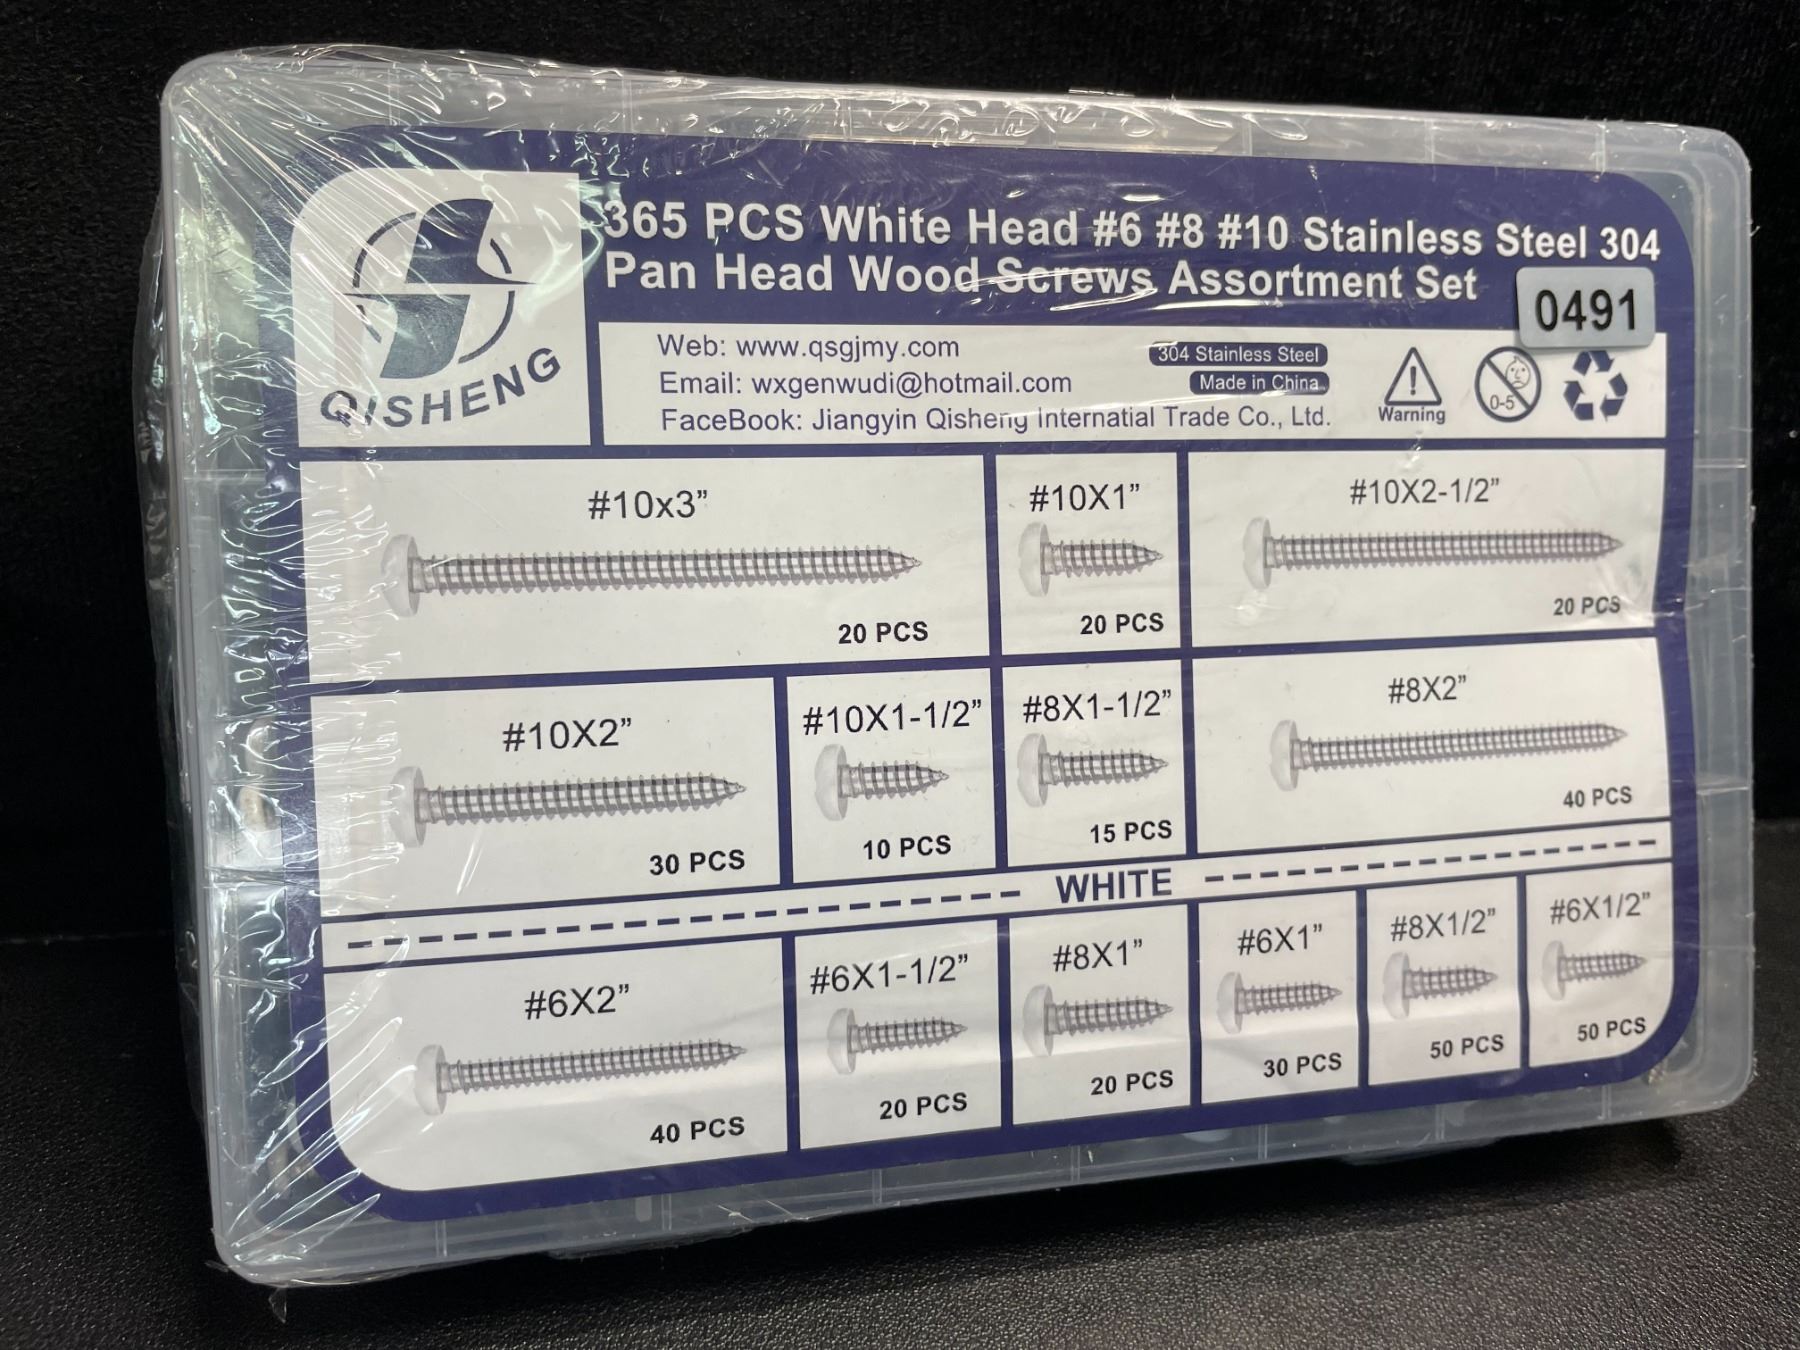 365 PCS White Head #6 #8 #10 Stainless Steel 304
Pan Head Wood Screws Assortment Set
0491
QISHENG
Web: www.qsgjmy.com
Email: wxgenwudi@hotmail.com
FaceBook: Jiangyin Qisheng Internatial Trade Co., Ltd.
304 Stainless Steel
Made in China
Warning
0-5
#10x3"
20 PCS
#10X1"
20 PCS
#10X2-1/2"
20 PCS
#10X2"
30 PCS
#10X1-1/2"
10 PCS
#8X1-1/2"
15 PCS
#8X2"
40 PCS
WHITE
#6X2"
40 PCS
#6X1-1/2"
20 PCS
#8X1"
20 PCS
#6X1"
30 PCS
#8X1/2"
50 PCS
#6X1/2"
50 PCS